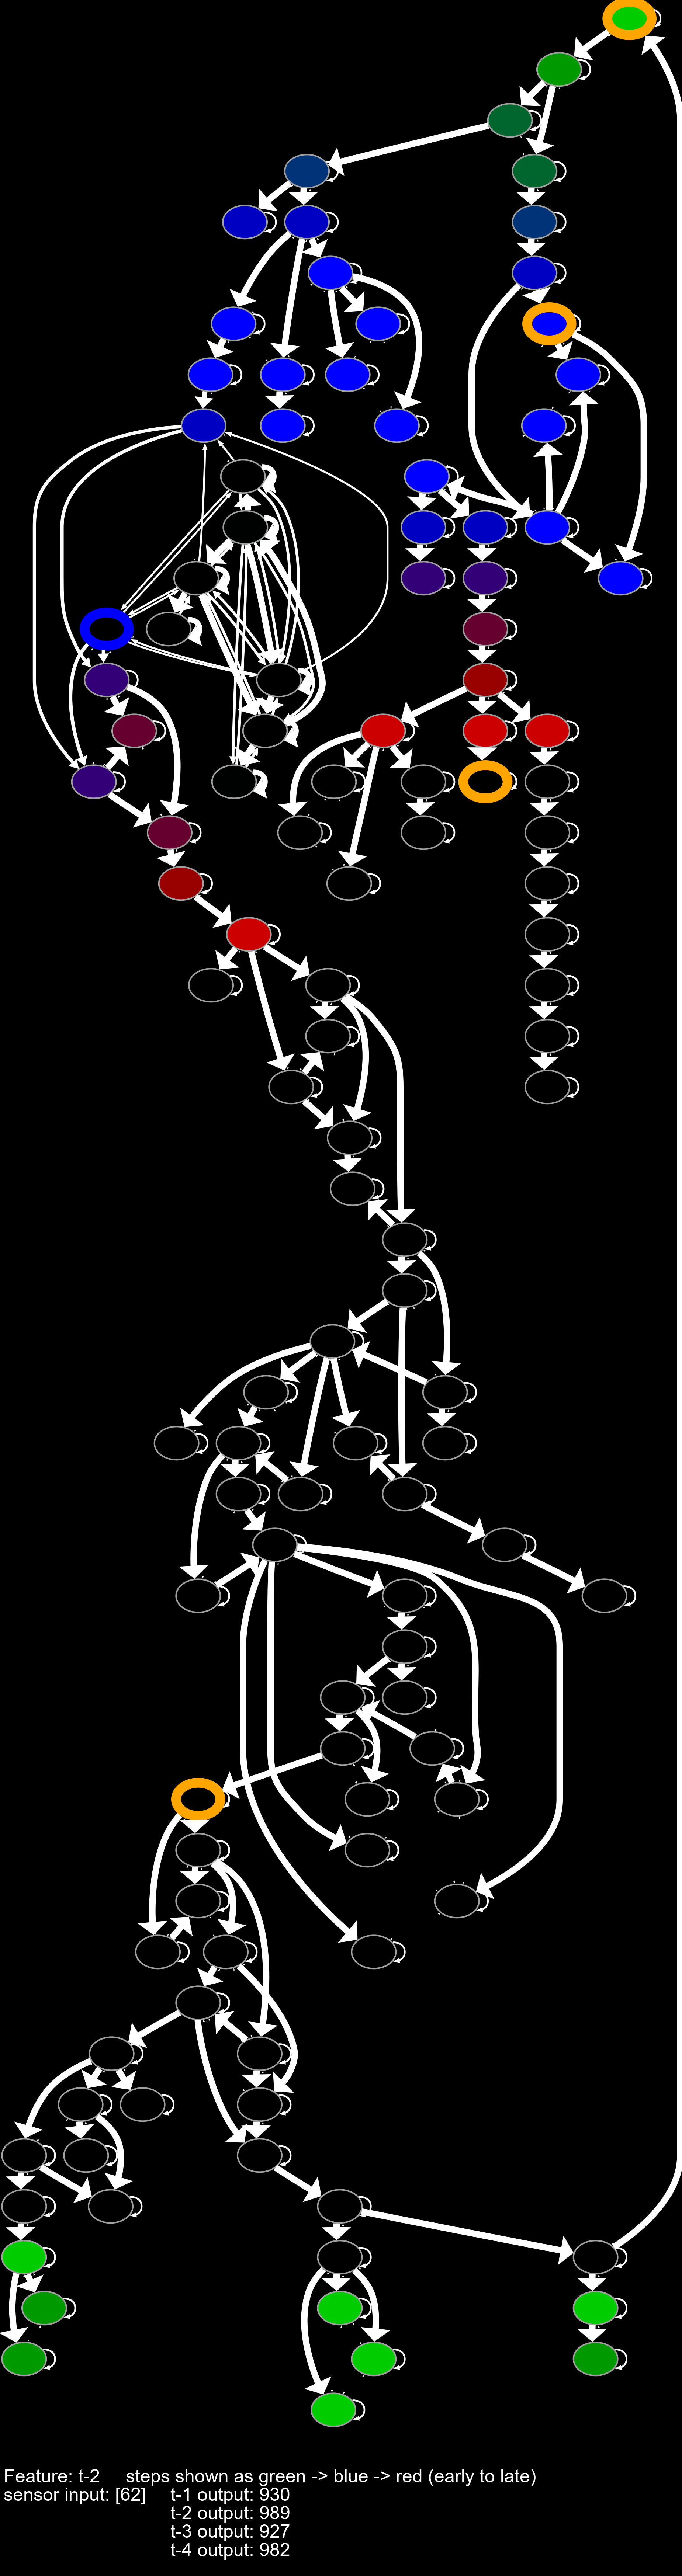 Feature: t-2 steps shown as green -> blue -> red (early to late)
sensor input: [62] t-1 output: 930
t-2 output: 989
t-3 output: 927
t-4 output: 982